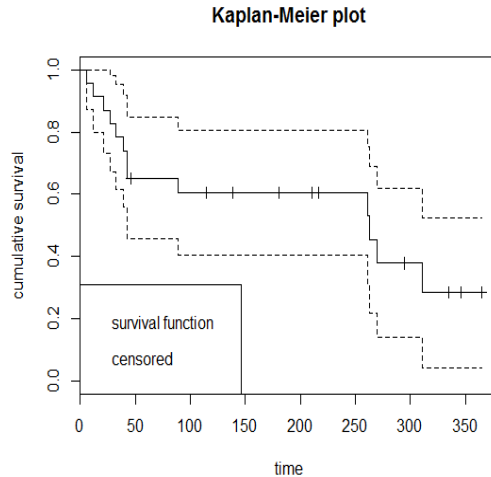 Kaplan-Meier plot
cumulative survival
1.0
0.8
0.6
0.4
0.2
0.0
survival function
censored
0 50 100 150 200 250 300 350
time